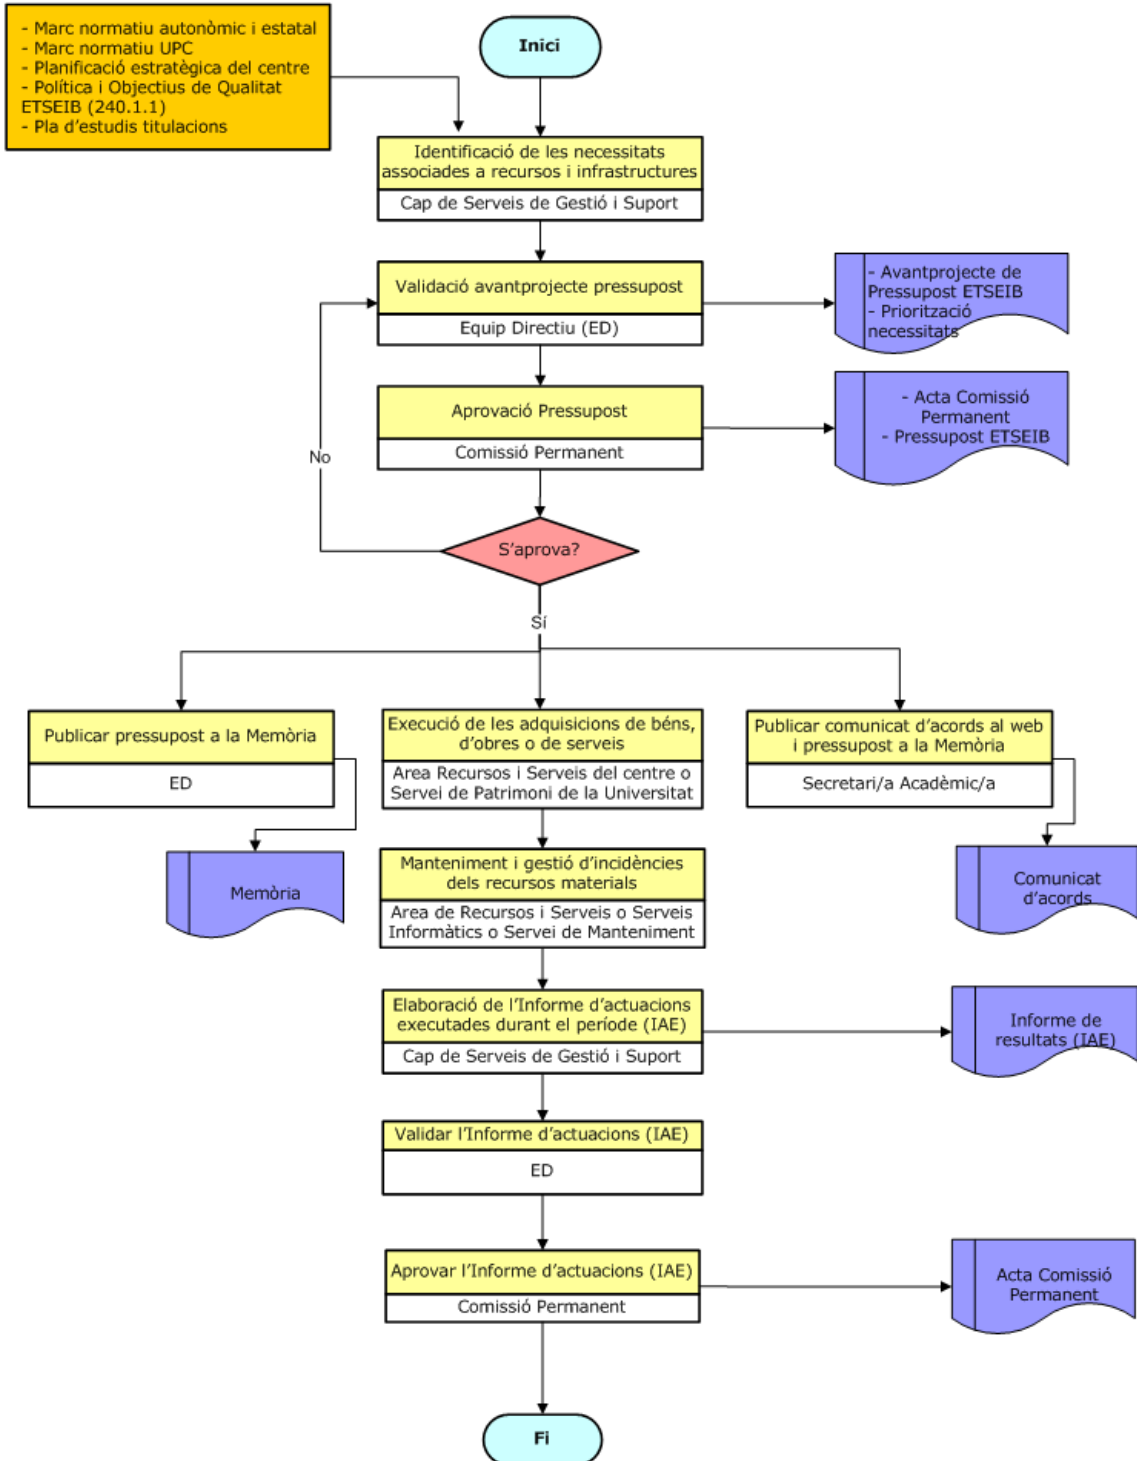 - Marc normatiu autonòmic i estatal
- Marc normatiu UPC
- Planificació estratègica del centre
- Política i Objectius de Qualitat
ETSEIB (240.1.1)
- Pla d'estudis titulacions
Inici
Identificació de les necessitats
associades a recursos i infrastructures
Cap de Serveis de Gestió i Suport
Validació avantprojecte pressupost
Equip Directiu (ED)
- Avantprojecte de
Pressupost ETSEIB
- Priorització
necessitats
Aprovació Pressupost
Comissió Permanent
- Acta Comissió
Permanent
- Pressupost ETSEIB
No
S'aprova?
Sí
Publicar pressupost a la Memòria
ED
Execució de les adquisicions de béns,
d'obres o de serveis
Area Recursos i Serveis del centre o
Servei de Patrimoni de la Universitat
Publicar comunicat d'acords al web
i pressupost a la Memòria
Secretari/a Acadèmic/a
Memòria
Manteniment i gestió d'incidències
dels recursos materials
Area de Recursos i Serveis o Serveis
Informàtics o Servei de Manteniment
Comunicat
d'acords
Elaboració de l'Informe d'actuacions
executades durant el període (IAE)
Cap de Serveis de Gestió i Suport
Informe de
resultats (IAE)
Validar l'Informe d'actuacions (IAE)
ED
Aprovar l'Informe d'actuacions (IAE)
Comissió Permanent
Acta Comissió
Permanent
Fi